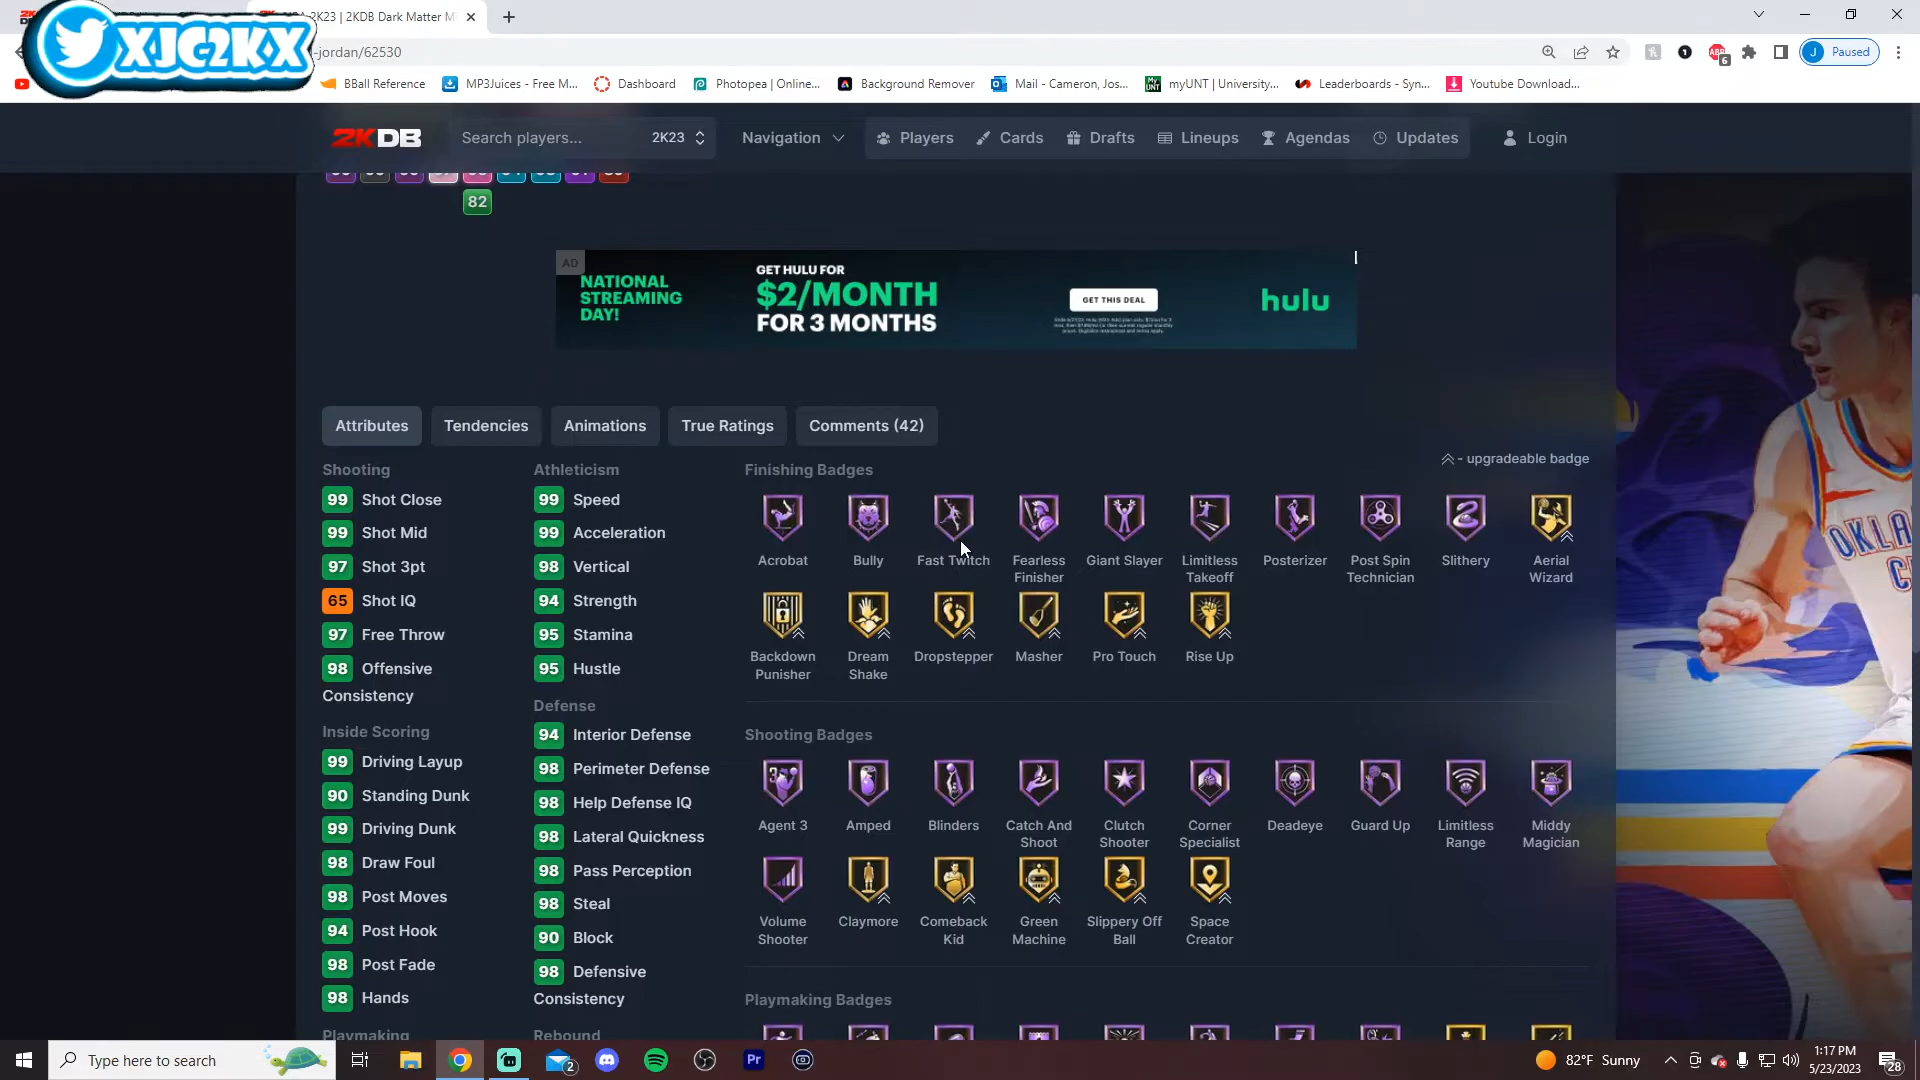 XJC2KX
2K23 | 2KDB Dark Matter Mi
-jordan/62530
6
J Paused
BBall Reference
MP3Juices - Free M...
Dashboard
Photopea | Online...
Background Remover
Mail - Cameron, Jos...
myUNT | University...
Leaderboards - Syn...
Youtube Download...
2KDB
Search players...
2K23
Navigation
Players
Cards
Drafts
Lineups
Agendas
Updates
Login
82
AD
NATIONAL
STREAMING
DAY!
GET HULU FOR
$2/MONTH
FOR 3 MONTHS
GET THIS DEAL
hulu
Attributes
Tendencies
Animations
True Ratings
Comments (42)
- upgradeable badge
Shooting
99 Shot Close
99 Shot Mid
97 Shot 3pt
65 Shot IQ
97 Free Throw
98 Offensive
Consistency
Inside Scoring
99 Driving Layup
90 Standing Dunk
99 Driving Dunk
98 Draw Foul
98 Post Moves
94 Post Hook
98 Post Fade
98 Hands
Playmaking
Athleticism
99 Speed
99 Acceleration
98 Vertical
94 Strength
95 Stamina
95 Hustle
Defense
94 Interior Defense
98 Perimeter Defense
98 Help Defense IQ
98 Lateral Quickness
98 Pass Perception
98 Steal
90 Block
98 Defensive
Consistency
Rebound
Finishing Badges
Acrobat
Bully
Fast Twitch
Fearless
Finisher
Giant Slayer
Limitless
Takeoff
Posterizer
Post Spin
Technician
Slithery
Aerial
Wizard
Backdown
Punisher
Dream
Shake
Dropstepper
Masher
Pro Touch
Rise Up
Shooting Badges
Agent 3
Amped
Blinders
Catch And
Shoot
Clutch
Shooter
Corner
Specialist
Deadeye
Guard Up
Limitless
Range
Middy
Magician
Volume
Shooter
Claymore
Comeback
Kid
Green
Machine
Slippery Off
Ball
Space
Creator
Playmaking Badges
OKLA
C
Type here to search
2
Pr
82°F Sunny
1:17 PM
5/23/2023
28